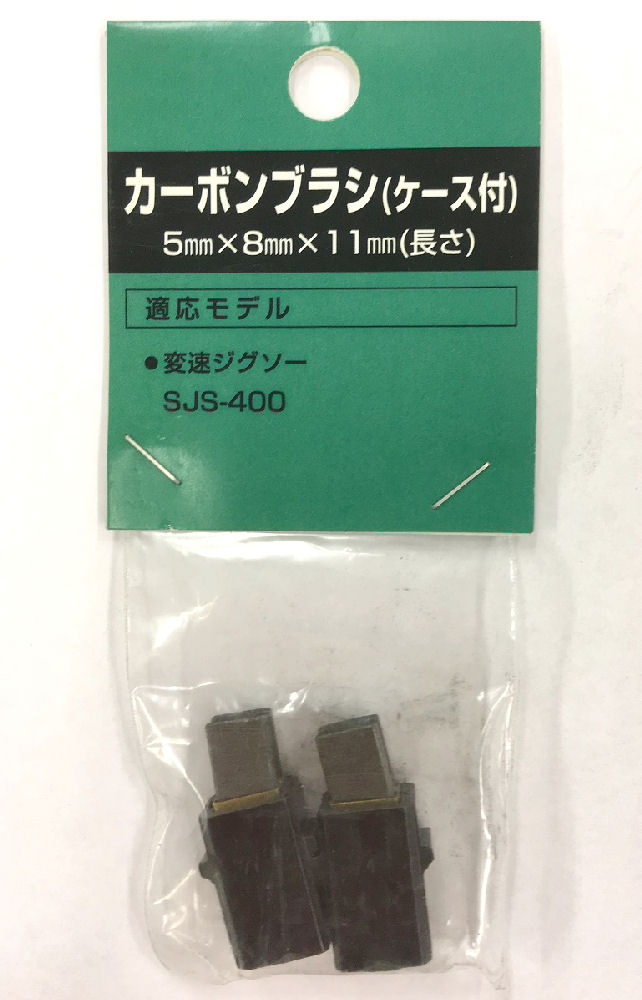 カーボンブラシ(ケース付)
5㎜×8㎜×11㎜(長さ)
適応モデル
●変速ジグソー
SJS-400